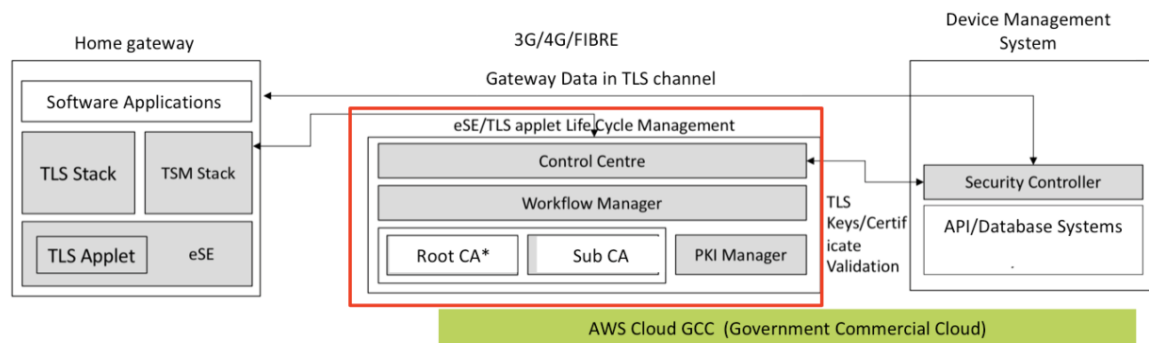 Device Management
System
Home gateway
3G/4G/FIBRE
Gateway Data in TLS channel
Software Applications
eSE/TLS applet Life Cycle Management
TLS Stack
TSM Stack
Control Centre
Security Controller
Workflow Manager
TLS
Keys/Certif
icate
Validation
API/Database Systems
TLS Applet
eSE
Root CA*
Sub CA
PKI Manager
AWS Cloud GCC (Government Commercial Cloud)